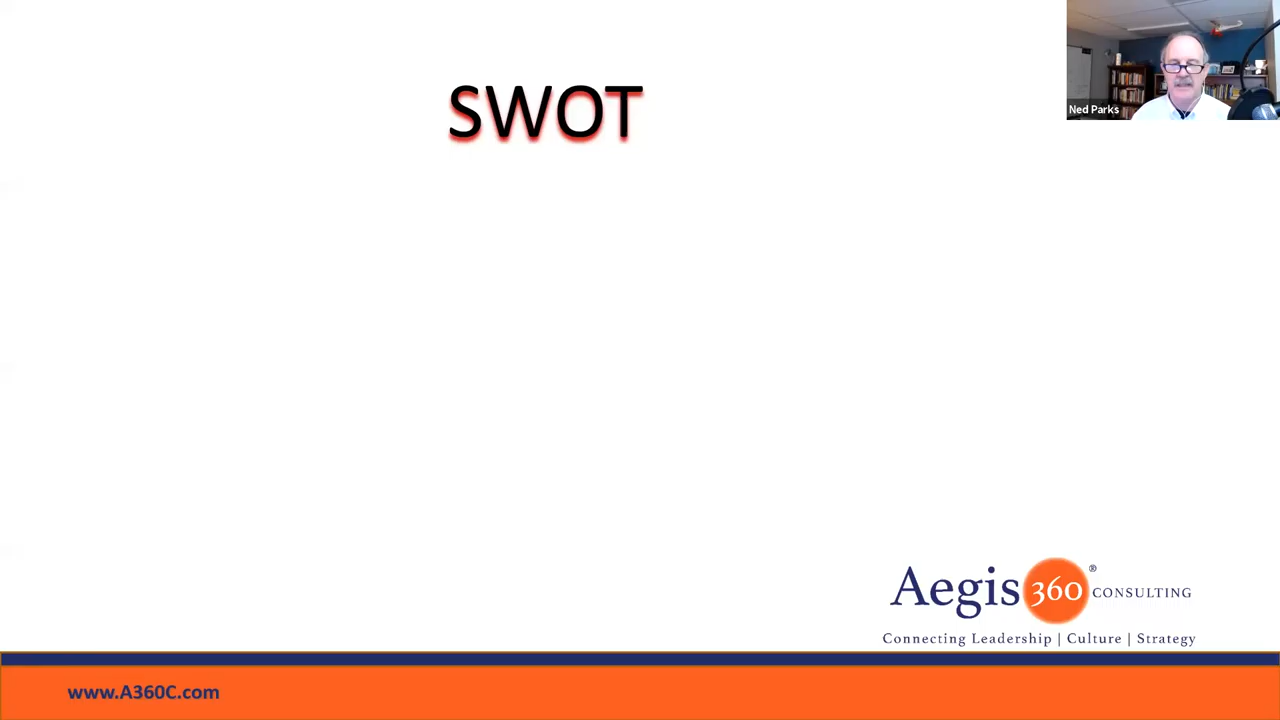 SWOT
Ned Parks
Aegis 360® CONSULTING
Connecting Leadership | Culture | Strategy
www.A360C.com